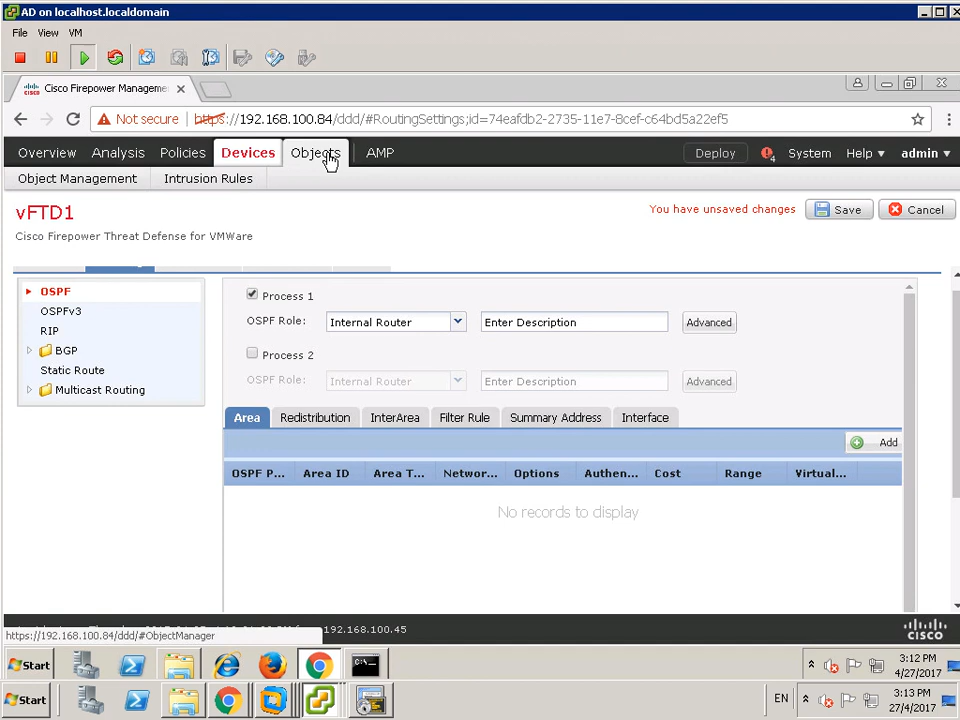 AD on localhost.localdomain
File View VM
Cisco Firepower Manageme
Not secure https://192.168.100.84/ddd/#RoutingSettings;id=74eafdb2-2735-11e7-8cef-c64bd5a22ef5
Overview Analysis Policies Devices Objects AMP Deploy 4 System Help admin
Object Management Intrusion Rules
vFTD1
You have unsaved changes Save Cancel
Cisco Firepower Threat Defense for VMWare
OSPF
OSPFv3
RIP
BGP
Static Route
Multicast Routing
Process 1
OSPF Role: Internal Router Enter Description Advanced
Process 2
OSPF Role: Internal Router Enter Description Advanced
Area Redistribution InterArea Filter Rule Summary Address Interface
Add
OSPF P... Area ID Area T... Networ... Options Authen... Cost Range Virtual...
No records to display
192.168.100.45
https://192.168.100.84/ddd/#ObjectManager
cisco
Start
3:12 PM
4/27/2017
Start
EN
3:13 PM
27/4/2017